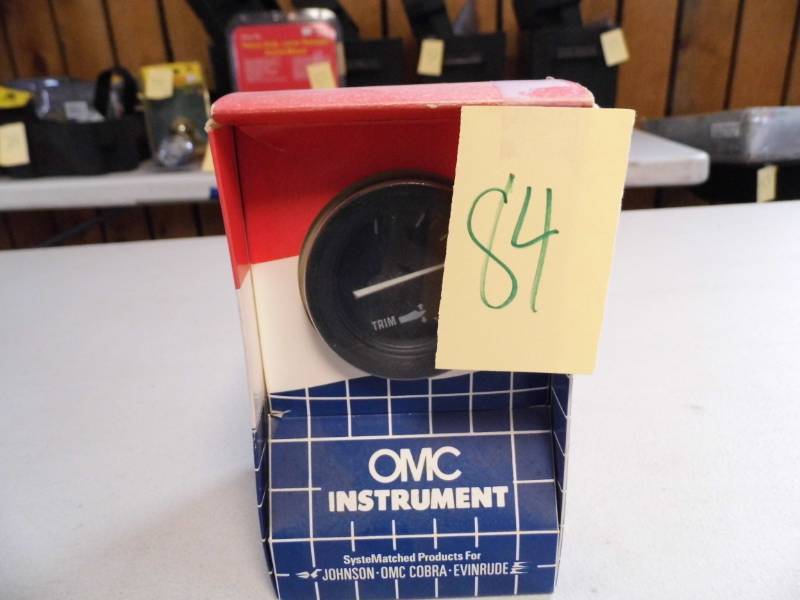 84
TRIM
OMC
INSTRUMENT
SysteMatched Products For
JOHNSON · OMC COBRA · EVINRUDE